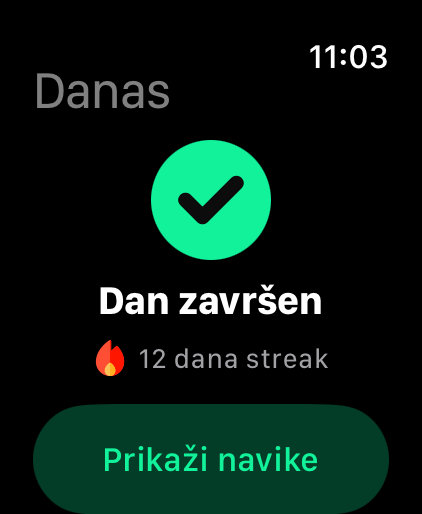 11:03
Danas
Dan završen
12 dana streak
Prikaži navike